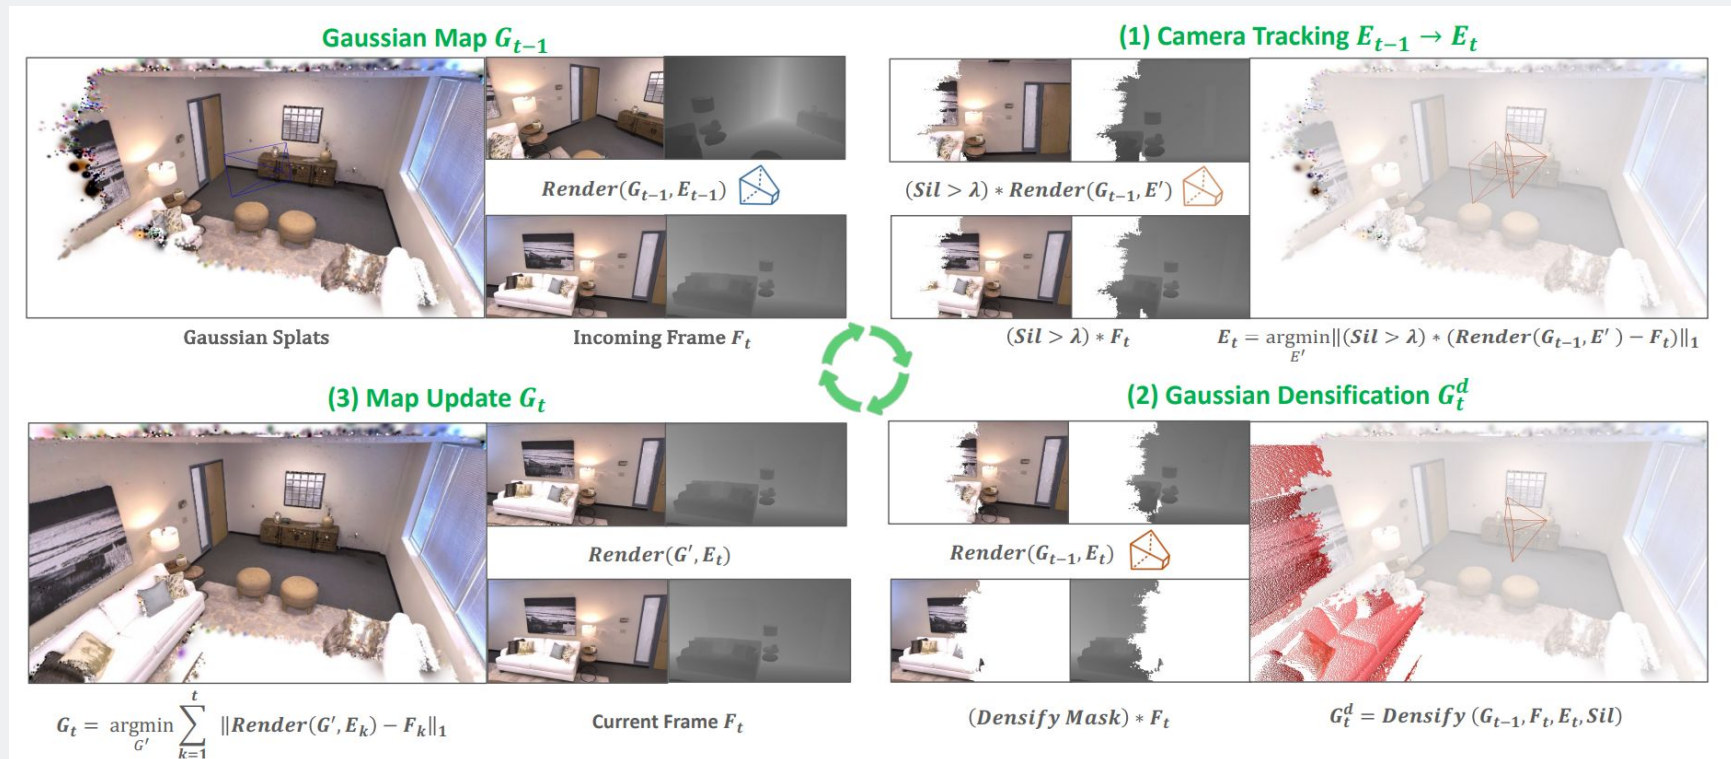 Gaussian Map G_{t−1}
Render(G_{t−1}, E_{t−1})
Gaussian Splats
Incoming Frame F_t
(1) Camera Tracking E_{t−1} → E_t
(Sil > λ) * Render(G_{t−1}, E′)
(Sil > λ) * F_t
E_t = argmin_{E′} ‖(Sil > λ) * (Render(G_{t−1}, E′ ) − F_t)‖_1
(2) Gaussian Densification G_t^d
Render(G_{t−1}, E_t)
(Densify Mask) * F_t
G_t^d = Densify (G_{t−1}, F_t, E_t, Sil)
(3) Map Update G_t
Render(G′, E_t)
G_t = argmin_{G′} ∑_{k=1}^{t} ‖Render(G′, E_k) − F_k‖_1
Current Frame F_t